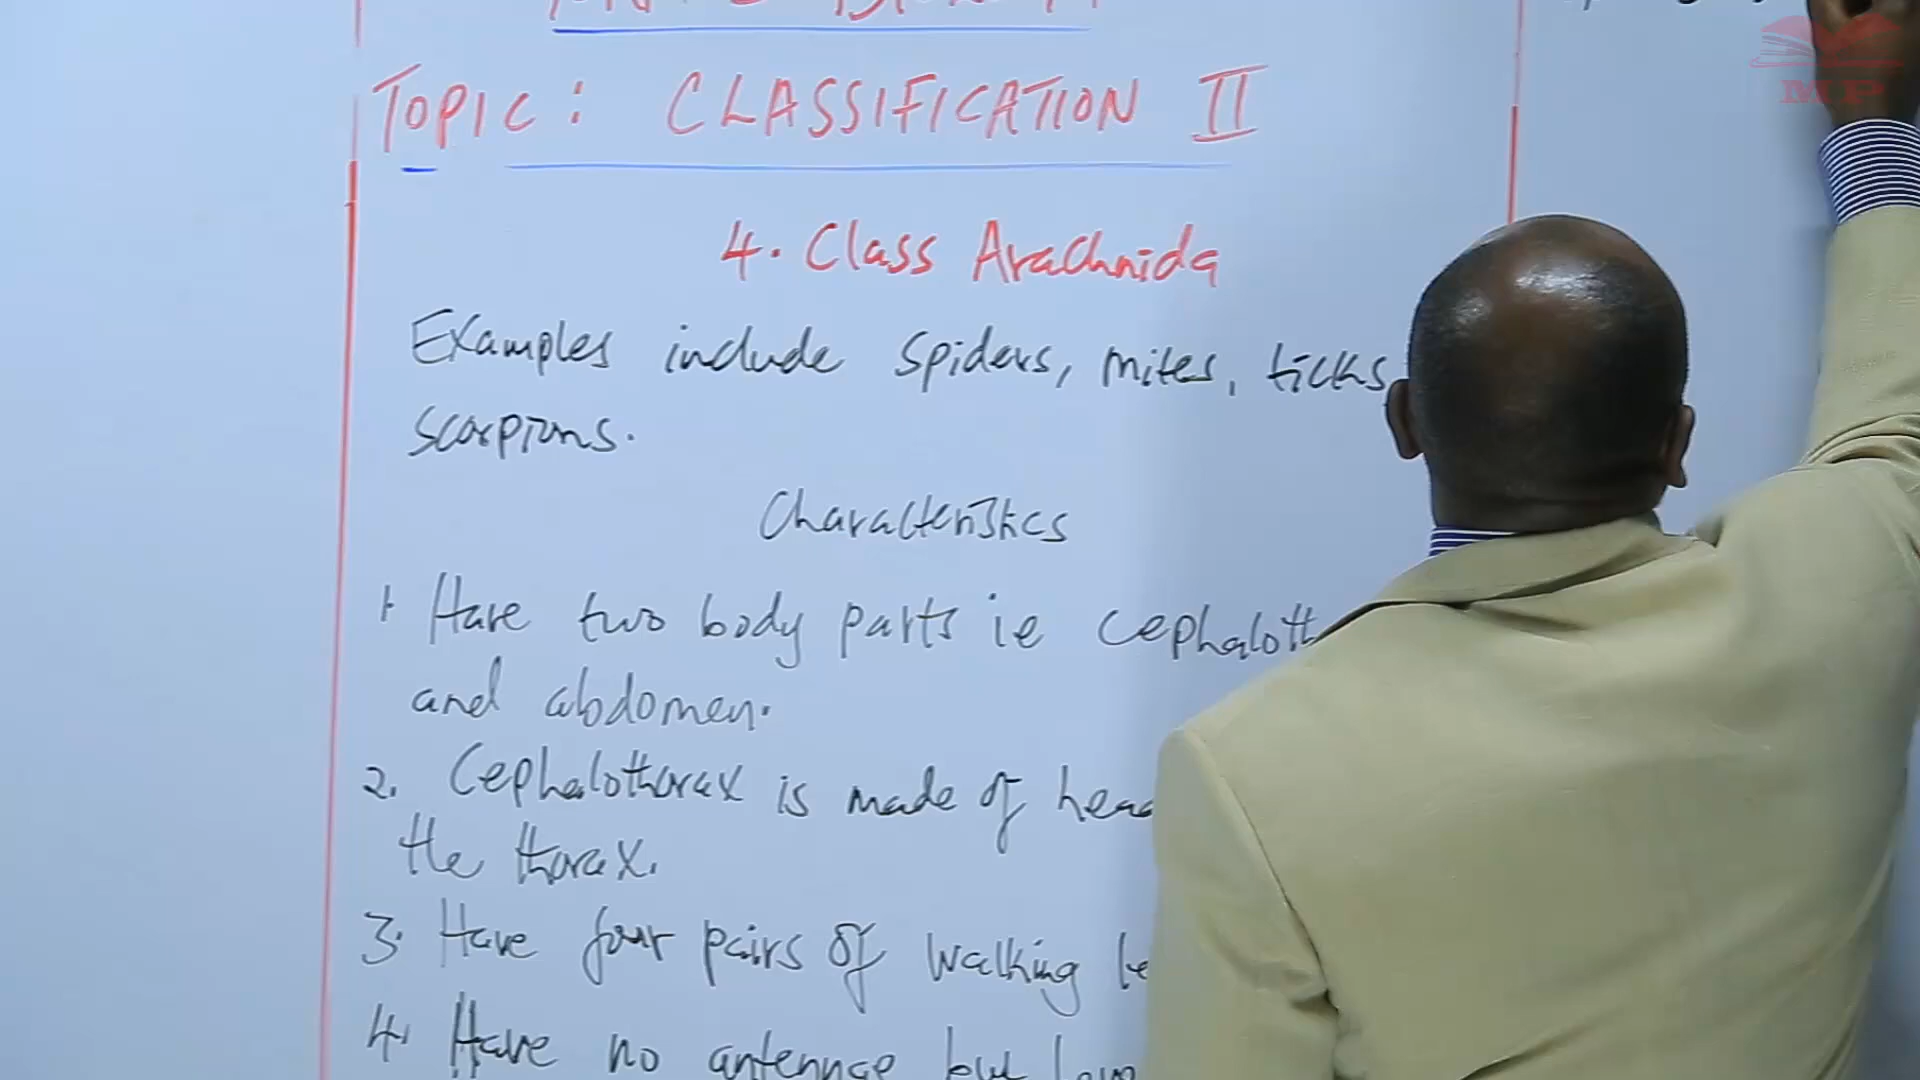 TOPIC: CLASSIFICATION II
4. Class Arachnida
Examples include spiders, mites, ticks
scorpions.
Characteristics
1. Have two body parts ie
and abdomen.
2. Cephalothorax is made of
the thorax.
3. Have four pairs of walking
4. Have no antennae but
MP